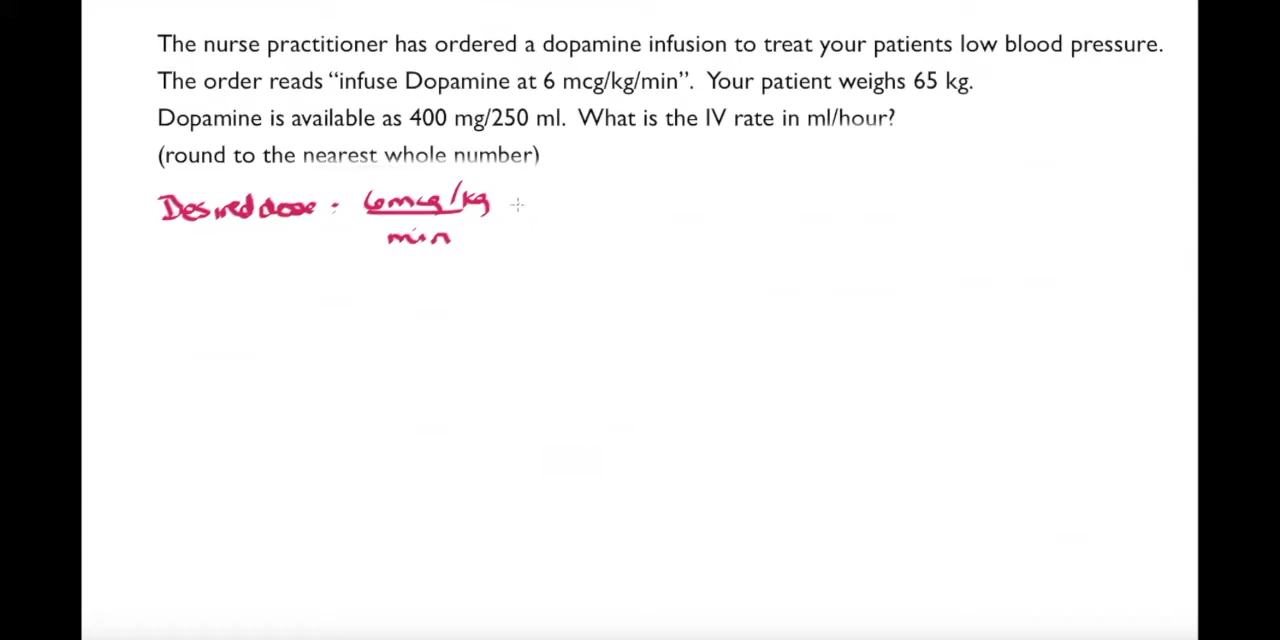 The nurse practitioner has ordered a dopamine infusion to treat your patients low blood pressure.
The order reads “infuse Dopamine at 6 mcg/kg/min”. Your patient weighs 65 kg.
Dopamine is available as 400 mg/250 ml. What is the IV rate in ml/hour?
(round to the nearest whole number)
Desired dose : 6mcg/kg
min